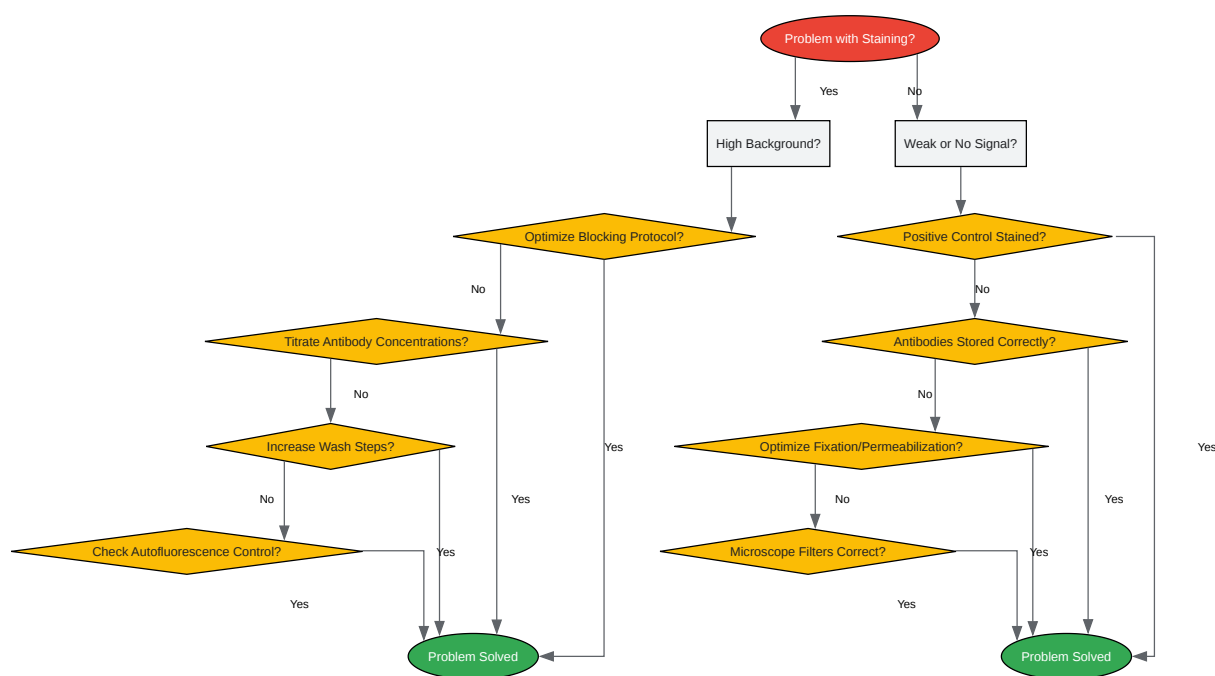 Problem with Staining?
Yes
No
High Background?
Weak or No Signal?
Optimize Blocking Protocol?
Positive Control Stained?
No
No
Titrate Antibody Concentrations?
Antibodies Stored Correctly?
No
No
Increase Wash Steps?
Optimize Fixation/Permeabilization?
Yes
Yes
No
Yes
No
Yes
Check Autofluorescence Control?
Yes
Microscope Filters Correct?
Yes
Yes
Yes
Problem Solved
Problem Solved